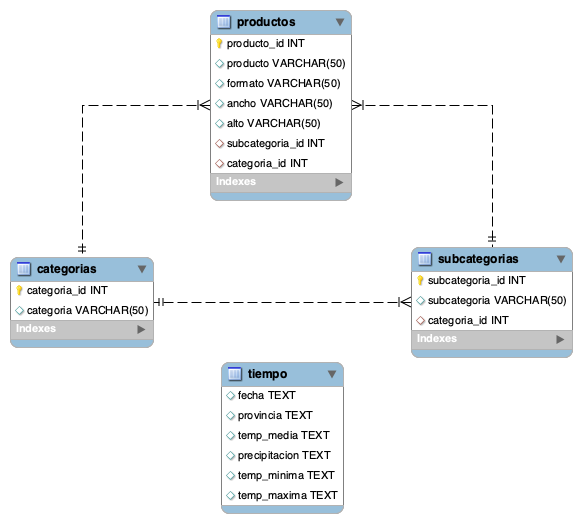 productos
producto_id INT
producto VARCHAR(50)
formato VARCHAR(50)
ancho VARCHAR(50)
alto VARCHAR(50)
subcategoria_id INT
categoria_id INT
Indexes
categorias
categoria_id INT
categoria VARCHAR(50)
Indexes
subcategorias
subcategoria_id INT
subcategoria VARCHAR(50)
categoria_id INT
Indexes
tiempo
fecha TEXT
provincia TEXT
temp_media TEXT
precipitacion TEXT
temp_minima TEXT
temp_maxima TEXT